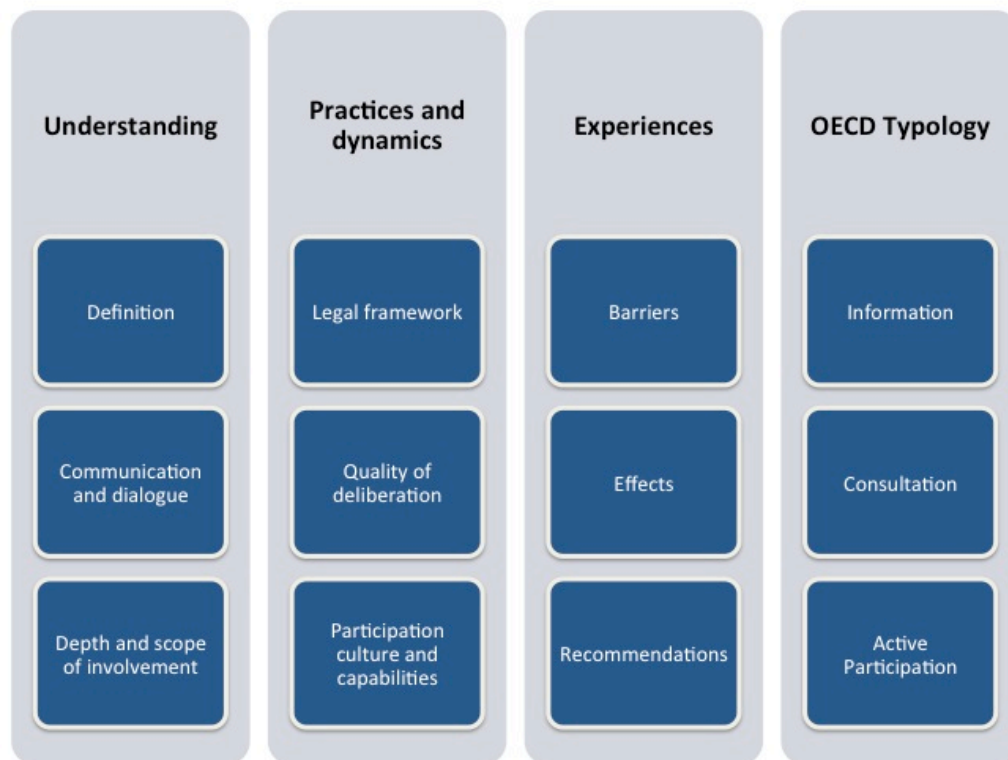 Understanding
Definition
Communication
and dialogue
Depth and scope
of involvement
Practices and
dynamics
Legal framework
Quality of
deliberation
Participation
culture and
capabilities
Experiences
Barriers
Effects
Recommendations
OECD Typology
Information
Consultation
Active
Participation